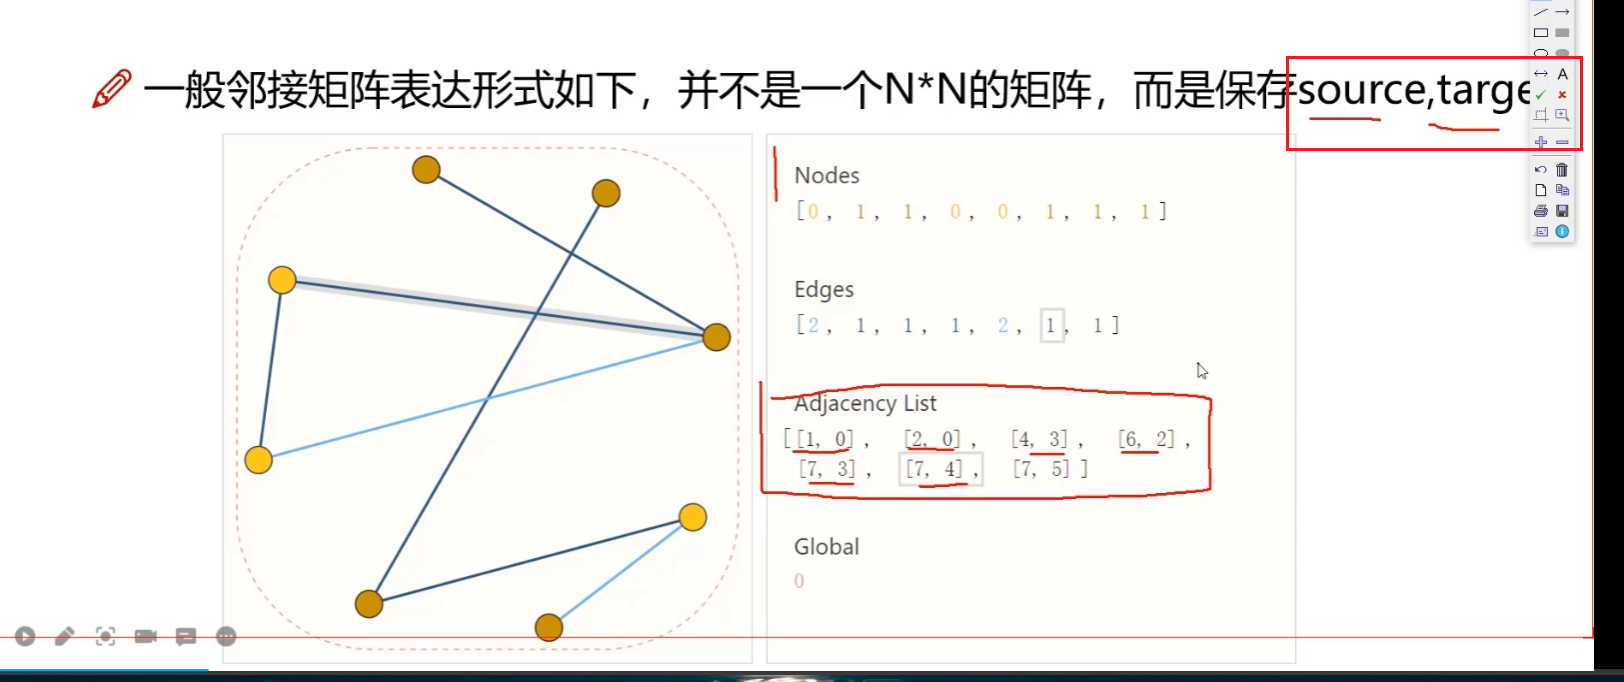 一般邻接矩阵表达形式如下，并不是一个N*N的矩阵，而是保存source,targe
A
Nodes
[0, 1, 1, 0, 0, 1, 1, 1]
Edges
[2, 1, 1, 1, 2, 1, 1]
Adjacency List
[[1, 0], [2, 0], [4, 3], [6, 2],
[7, 3], [7, 4], [7, 5]]
Global
0